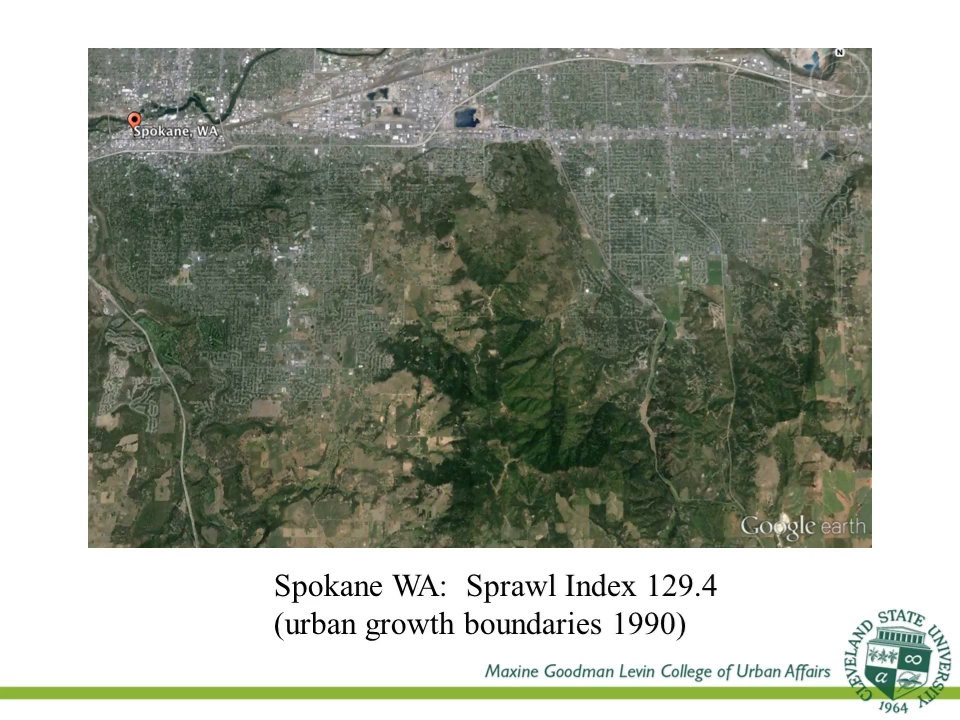 N
Spokane, WA
Google earth
Spokane WA:  Sprawl Index 129.4
(urban growth boundaries 1990)
Maxine Goodman Levin College of Urban Affairs
CLEVELAND STATE UNIVERSITY
1964